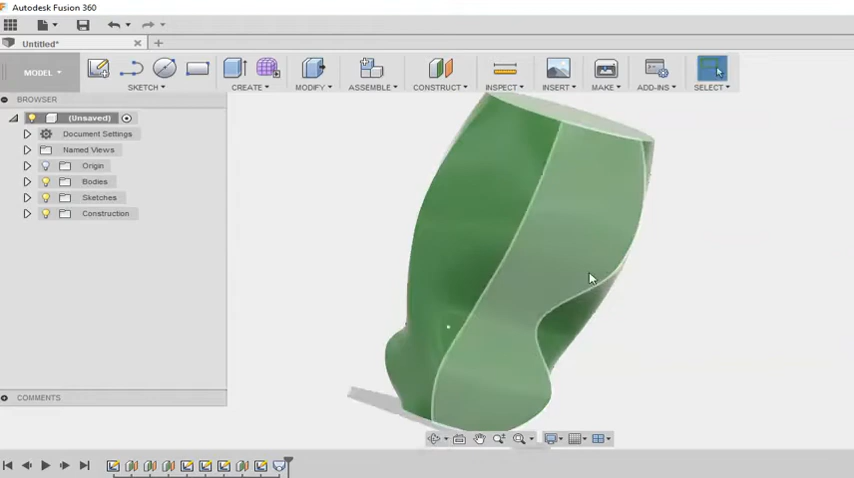 Autodesk Fusion 360
Untitled*
MODEL
SKETCH
CREATE
MODIFY
ASSEMBLE
CONSTRUCT
INSPECT
INSERT
MAKE
ADD-INS
SELECT
BROWSER
(Unsaved)
Document Settings
Named Views
Origin
Bodies
Sketches
Construction
COMMENTS